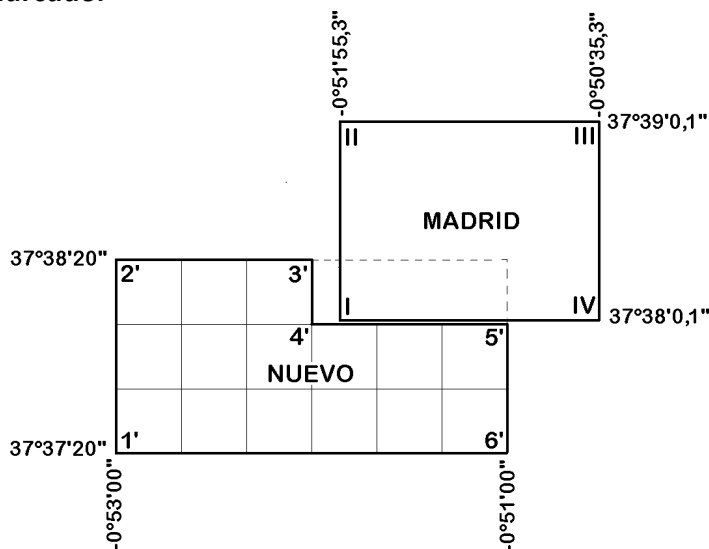 -0°51'55,3"
-0°50'35,3"
37°39'0,1"
II
III
MADRID
37°38'20"
2'
3'
I
IV
37°38'0,1"
4'
5'
NUEVO
37°37'20"
1'
6'
-0°53'00"
-0°51'00"